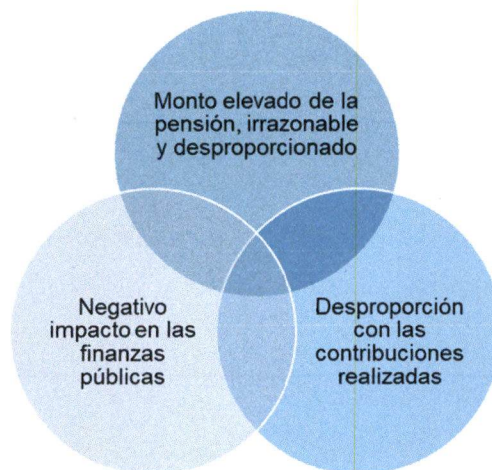 Monto elevado de la
pensión, irrazonable
y desproporcionado
Negativo
impacto en las
finanzas
públicas
Desproporción
con las
contribuciones
realizadas